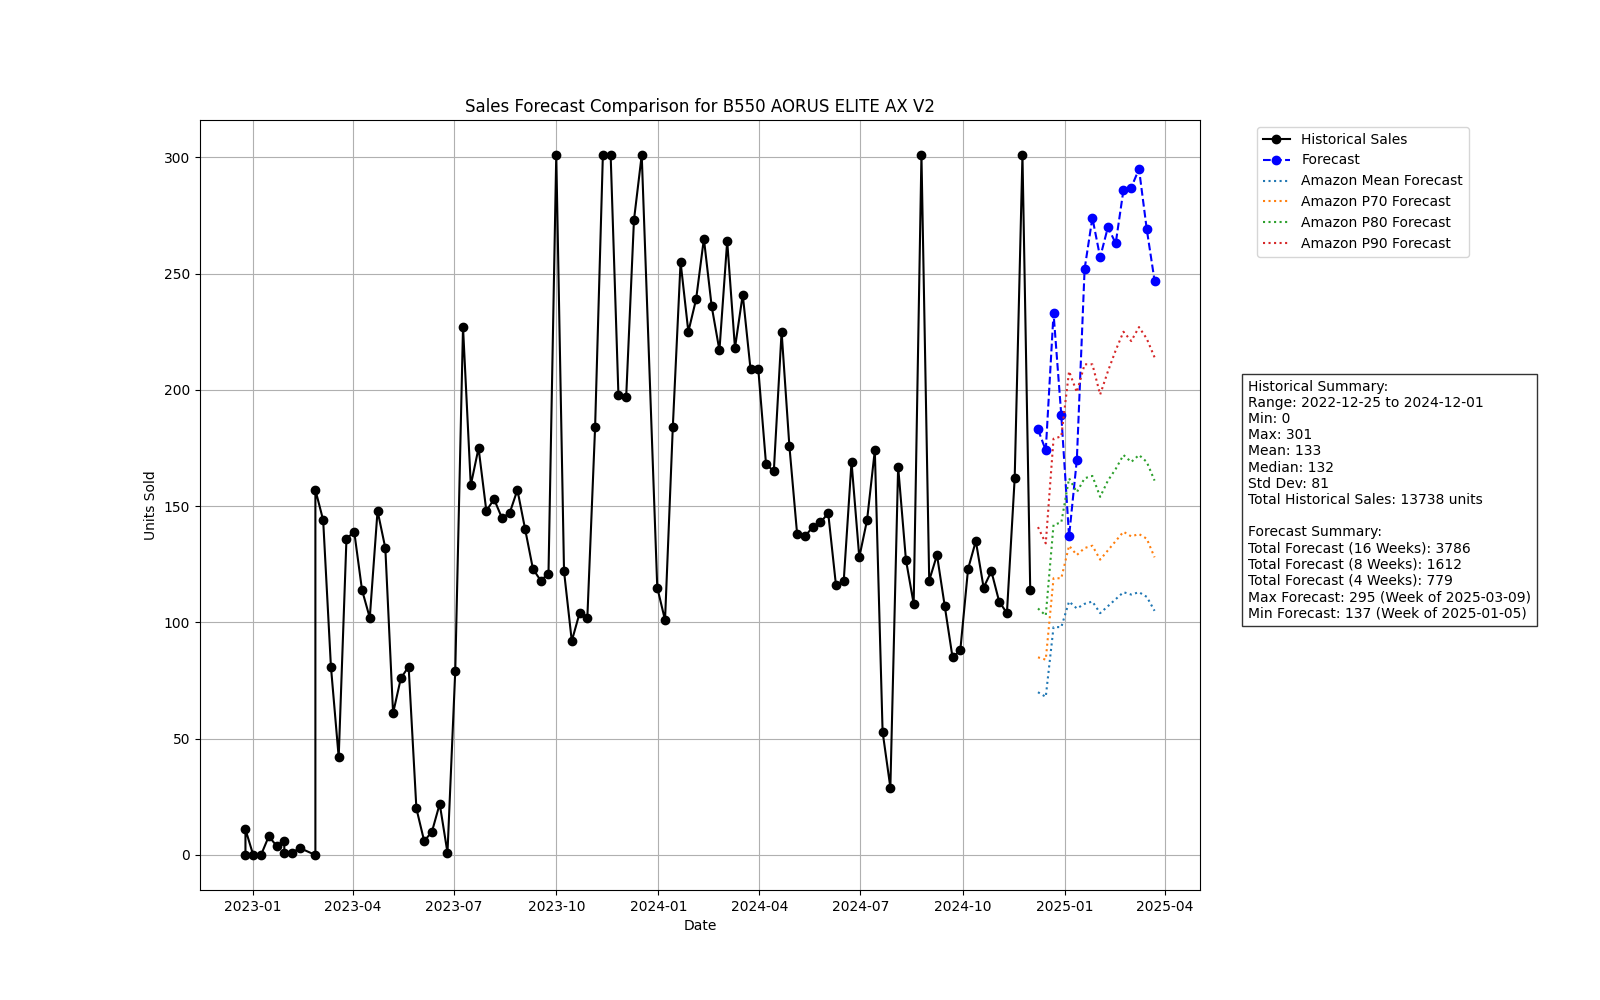 Sales Forecast Comparison for B550 AORUS ELITE AX V2
Historical Sales
Forecast
Amazon Mean Forecast
Amazon P70 Forecast
Amazon P80 Forecast
Amazon P90 Forecast
Units Sold
300
250
200
150
100
50
0
Historical Summary:
Range: 2022-12-25 to 2024-12-01
Min: 0
Max: 301
Mean: 133
Median: 132
Std Dev: 81
Total Historical Sales: 13738 units
Forecast Summary:
Total Forecast (16 Weeks): 3786
Total Forecast (8 Weeks): 1612
Total Forecast (4 Weeks): 779
Max Forecast: 295 (Week of 2025-03-09)
Min Forecast: 137 (Week of 2025-01-05)
2023-01 2023-04 2023-07 2023-10 2024-01 2024-04 2024-07 2024-10 2025-01 2025-04
Date